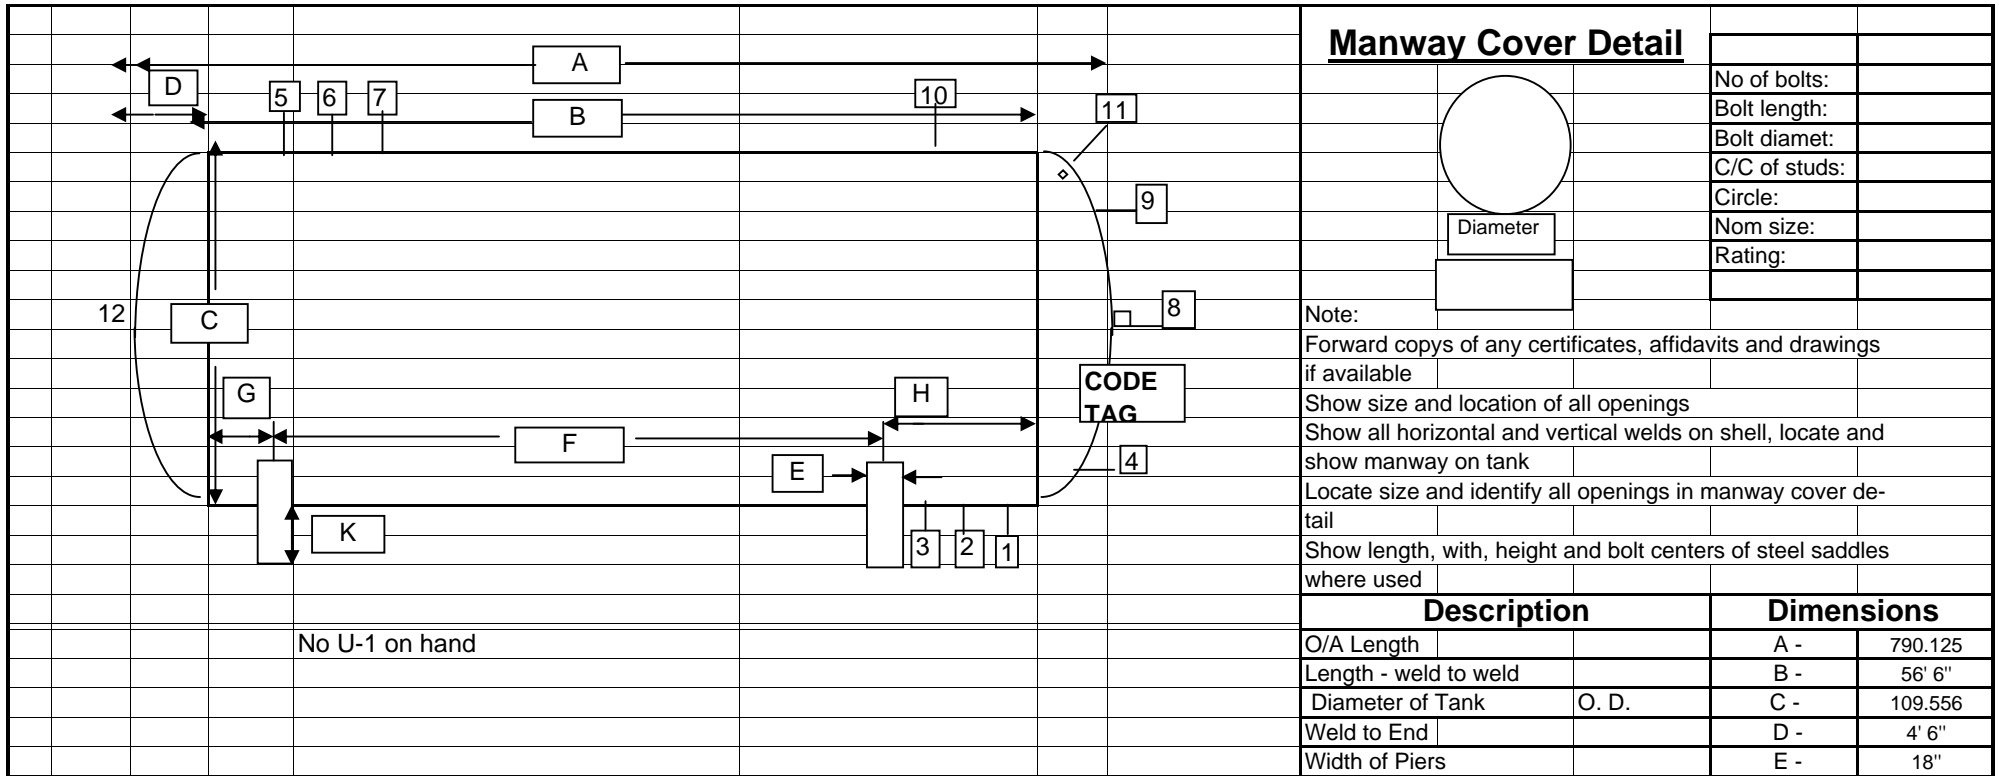 A
D
5 6 7
B
10
11
9
12
C
8
CODE
TAG
G
H
F
E
4
K
3 2 1
No U-1 on hand
Manway Cover Detail
No of bolts:
Bolt length:
Bolt diamet:
C/C of studs:
Circle:
Nom size:
Rating:
Diameter
Note:
Forward copys of any certificates, affidavits and drawings
if available
Show size and location of all openings
Show all horizontal and vertical welds on shell, locate and
show manway on tank
Locate size and identify all openings in manway cover de-
tail
Show length, with, height and bolt centers of steel saddles
where used
Description Dimensions
O/A Length A - 790.125
Length - weld to weld B - 56' 6"
Diameter of Tank O. D. C - 109.556
Weld to End D - 4' 6"
Width of Piers E - 18"